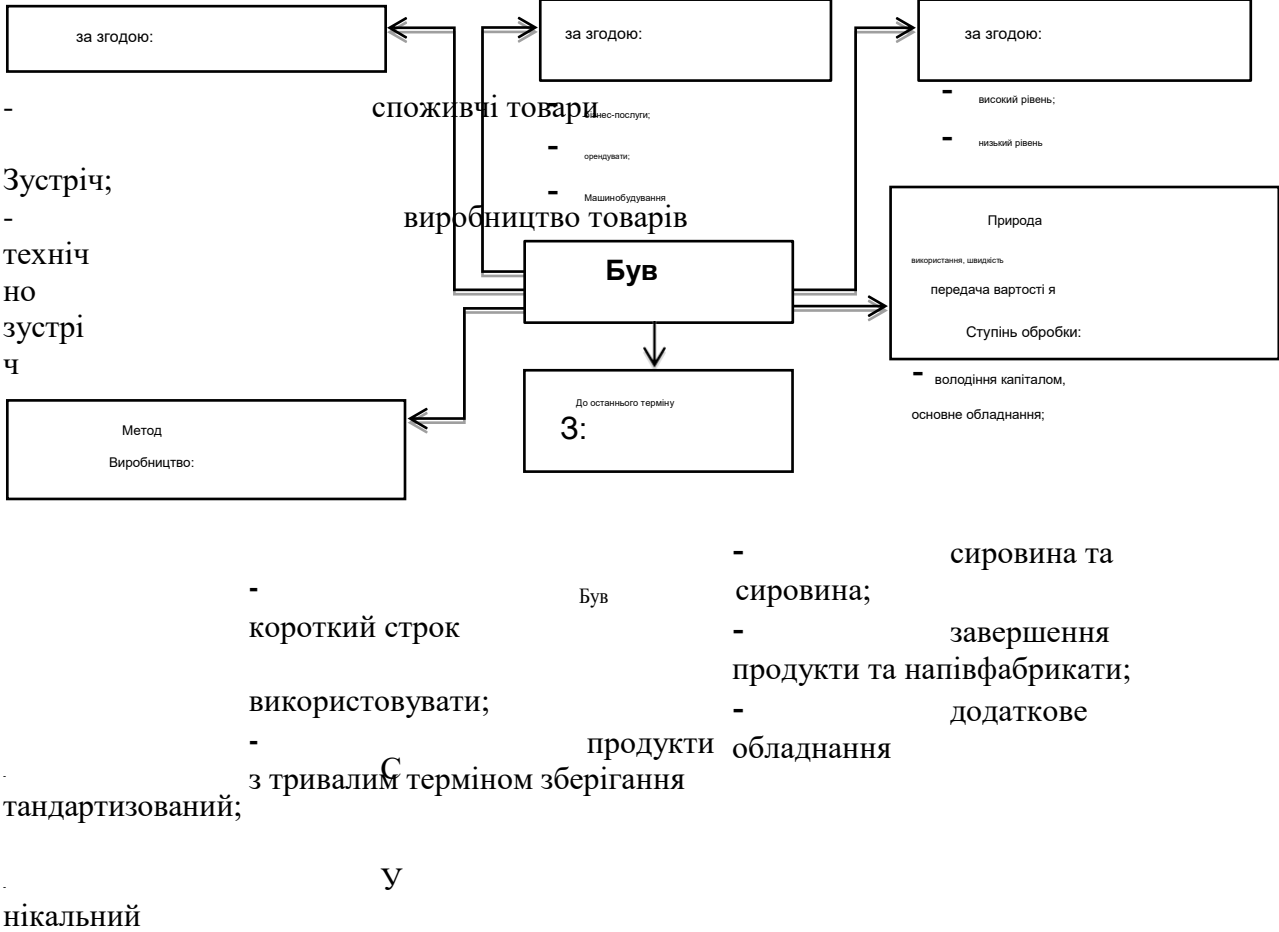 за згодою:
за згодою:
за згодою:
- споживчі товари
Зустріч;
- виробництво товарів
техніч
но
зустрі
ч
- бізнес-послуги;
- орендувати;
- Машинобудування
- високий рівень;
- низький рівень
Був
Природа
використання, швидкість
передача вартості я
Ступінь обробки:
- володіння капіталом,
основне обладнання;
До останнього терміну
З:
Метод
Виробництво:
- Був
короткий строк
використовувати;
- продукти
з тривалим терміном зберігання
- сировина та
сировина;
- завершення
продукти та напівфабрикати;
- додаткове
обладнання
- С
тандартизований;
- У
нікальний